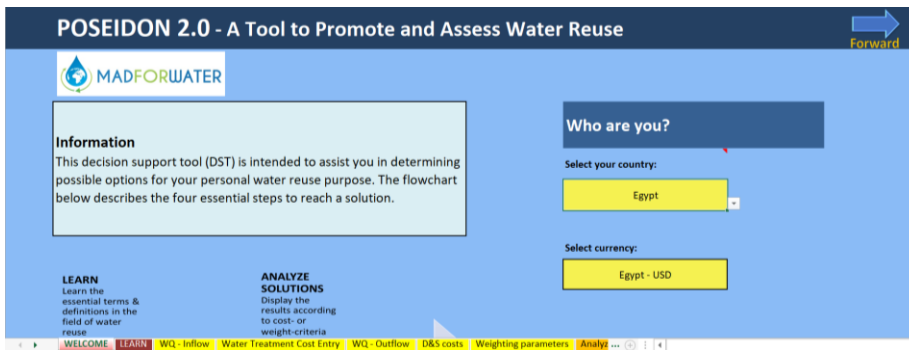 POSEIDON 2.0 - A Tool to Promote and Assess Water Reuse
Forward
MADFORWATER
Information
This decision support tool (DST) is intended to assist you in determining
possible options for your personal water reuse purpose. The flowchart
below describes the four essential steps to reach a solution.
Who are you?
Select your country:
Egypt
Select currency:
Egypt - USD
LEARN
Learn the
essential terms &
definitions in the
field of water
reuse
ANALYZE
SOLUTIONS
Display the
results according
to cost- or
weight-criteria
WELCOME LEARN WQ - Inflow Water Treatment Cost Entry WQ - Outflow D&S costs Weighting parameters Analyz ...